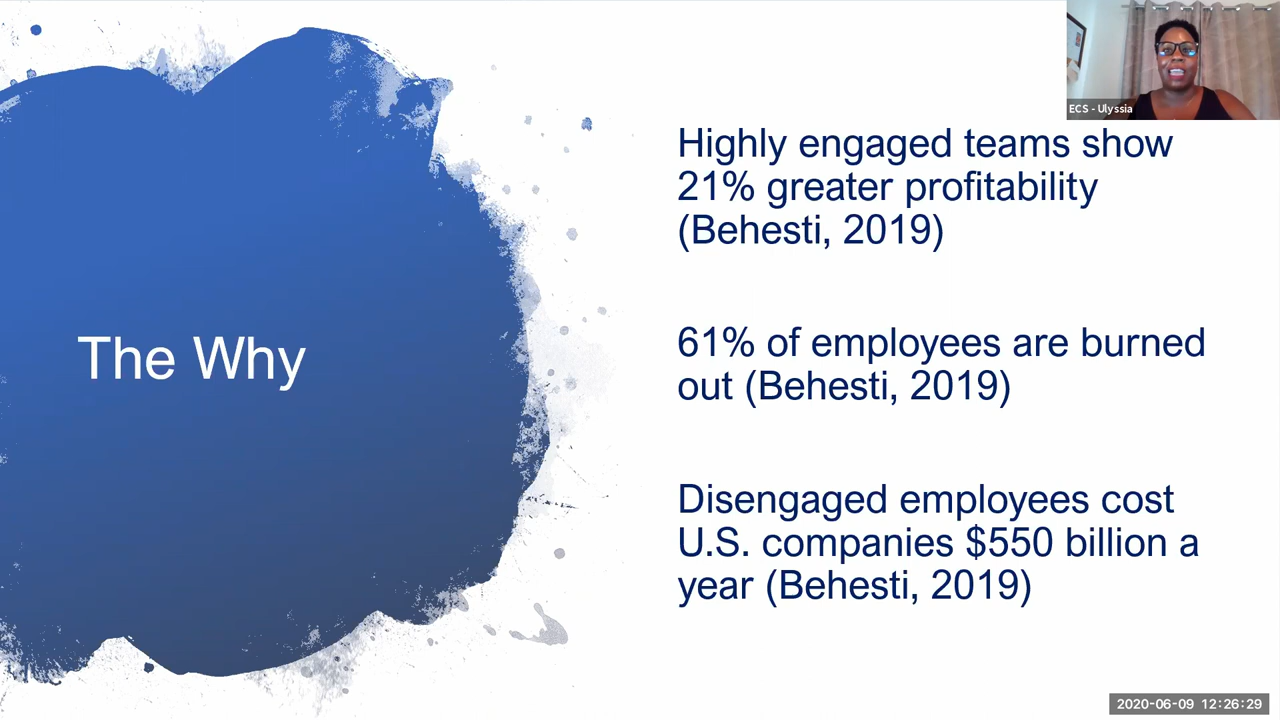 ECS - Ulyssia
The Why
Highly engaged teams show
21% greater profitability
(Behesti, 2019)
61% of employees are burned
out (Behesti, 2019)
Disengaged employees cost
U.S. companies $550 billion a
year (Behesti, 2019)
2020-06-09 12:26:29